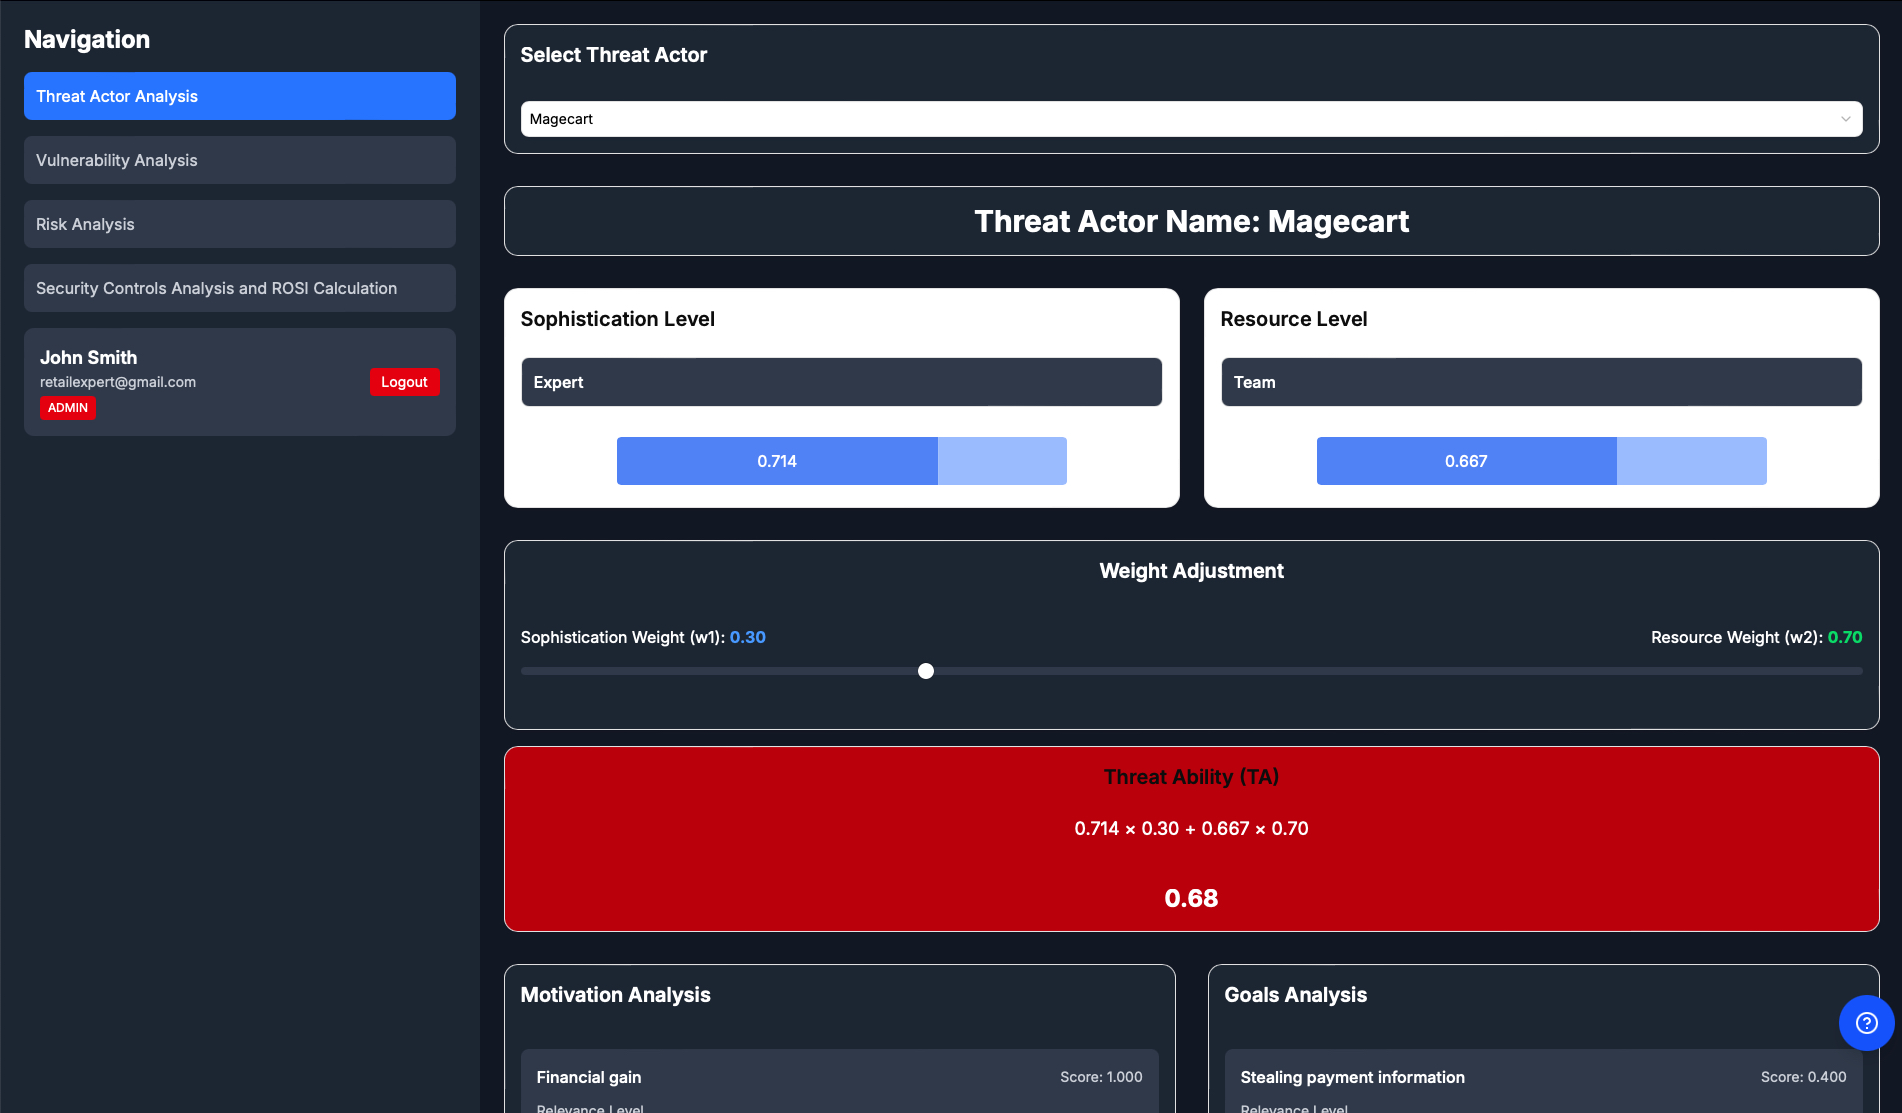 Navigation
Threat Actor Analysis
Vulnerability Analysis
Risk Analysis
Security Controls Analysis and ROSI Calculation
John Smith
retailexpert@gmail.com
ADMIN
Logout
Select Threat Actor
Magecart
Threat Actor Name: Magecart
Sophistication Level
Expert
0.714
Resource Level
Team
0.667
Weight Adjustment
Sophistication Weight (w1): 0.30
Resource Weight (w2): 0.70
Threat Ability (TA)
0.714 × 0.30 + 0.667 × 0.70
0.68
Motivation Analysis
Financial gain
Score: 1.000
Relevance Level
Goals Analysis
Stealing payment information
Score: 0.400
Relevance Level